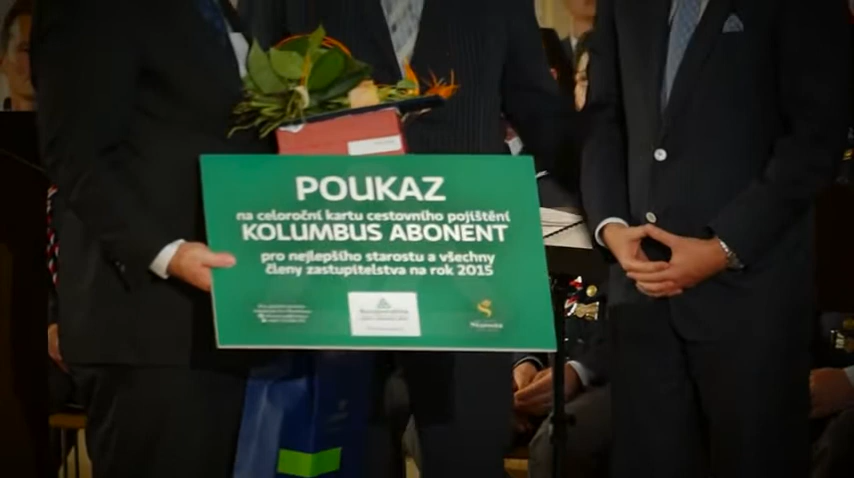 POUKAZ
na celoroční kartu cestovního pojištění
KOLUMBUS ABONENT
pro nejlepšího starostu a všechny
členy zastupitelstva na rok 2015